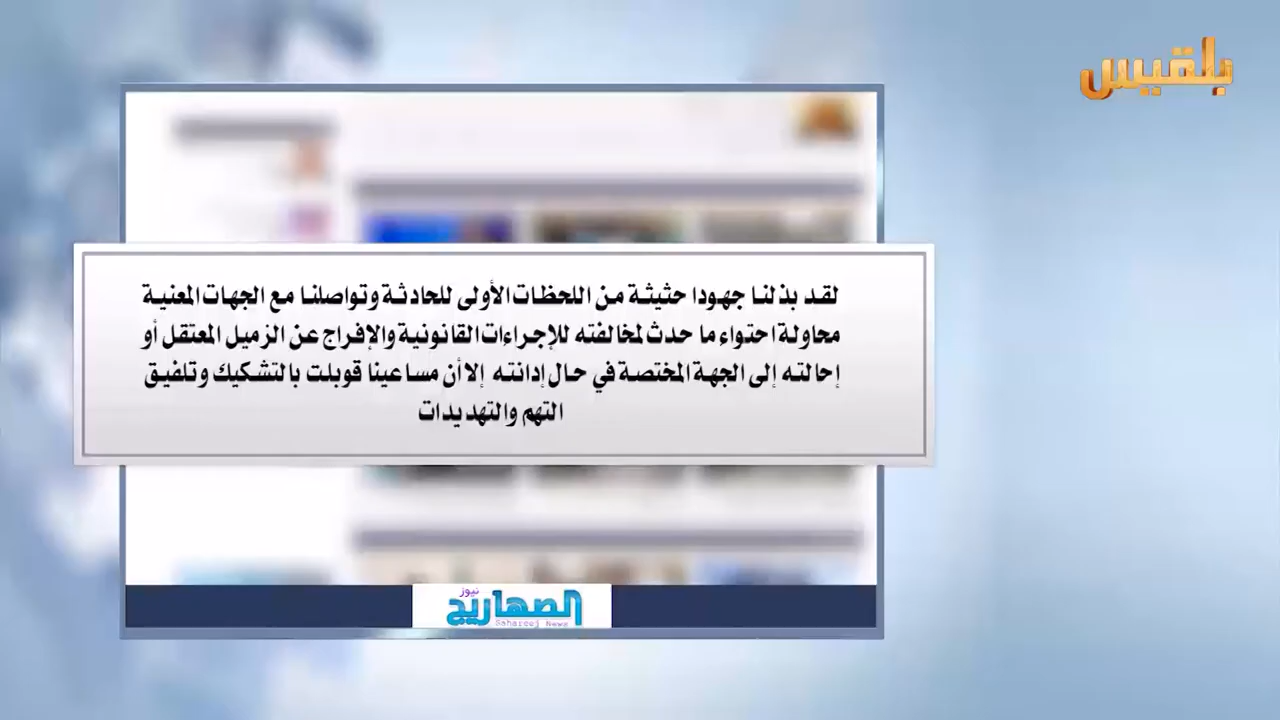 بلقيس
لقد بذلنا جهودا حثيثة من اللحظات الأولى للحادثة وتواصلنا مع الجهات المعنية
محاولة احتواء ما حدث لمخالفته للإجراءات القانونية والإفراج عن الزميل المعتقل أو
إحالته إلى الجهة المختصة في حال إدانته إلا أن مساعينا قوبلت بالتشكيك وتلفيق
التهم والتهديدات
نيوز
الصهاريج
Sahareej News